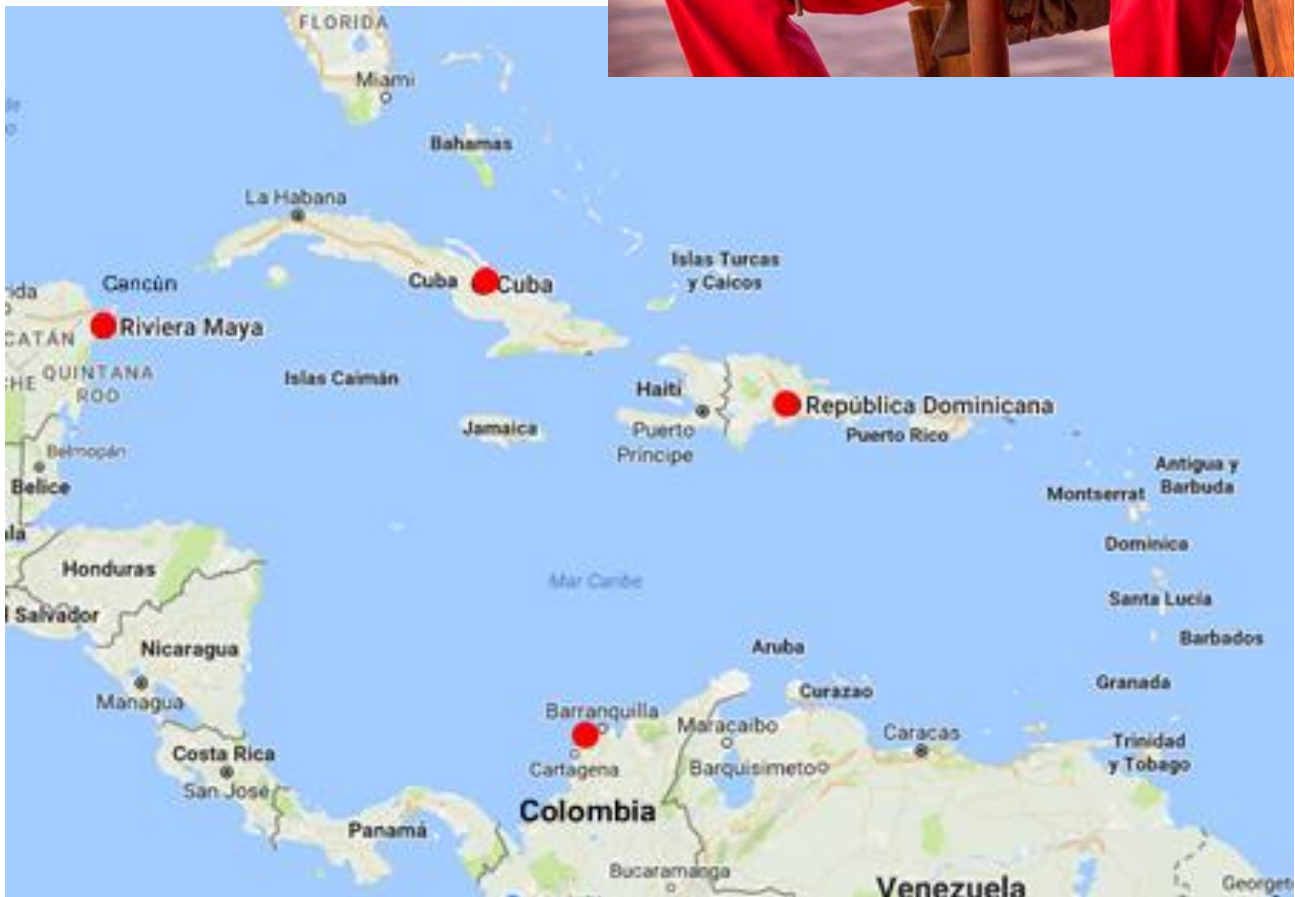 FLORIDA
Miami
Bahamas
La Habana
Islas Turcas
y Caicos
Cuba
Cuba
Cancún
Riviera Maya
CATÁN
QUINTANA
ROO
Islas Caimán
Haití
República Dominicana
Jamaica
Puerto
Príncipe
Puerto Rico
Belmopán
Belice
Antigua y
Barbuda
Montserrat
Dominica
Honduras
Mar Caribe
Santa Lucía
l Salvador
Barbados
Nicaragua
Aruba
Granada
Managua
Curazao
Barranquilla
Maracaibo
Caracas
Trinidad
y Tobago
Costa Rica
Cartagena
Barquisimeto
San José
Colombia
Panamá
Bucaramanga
Venezuela
Georget